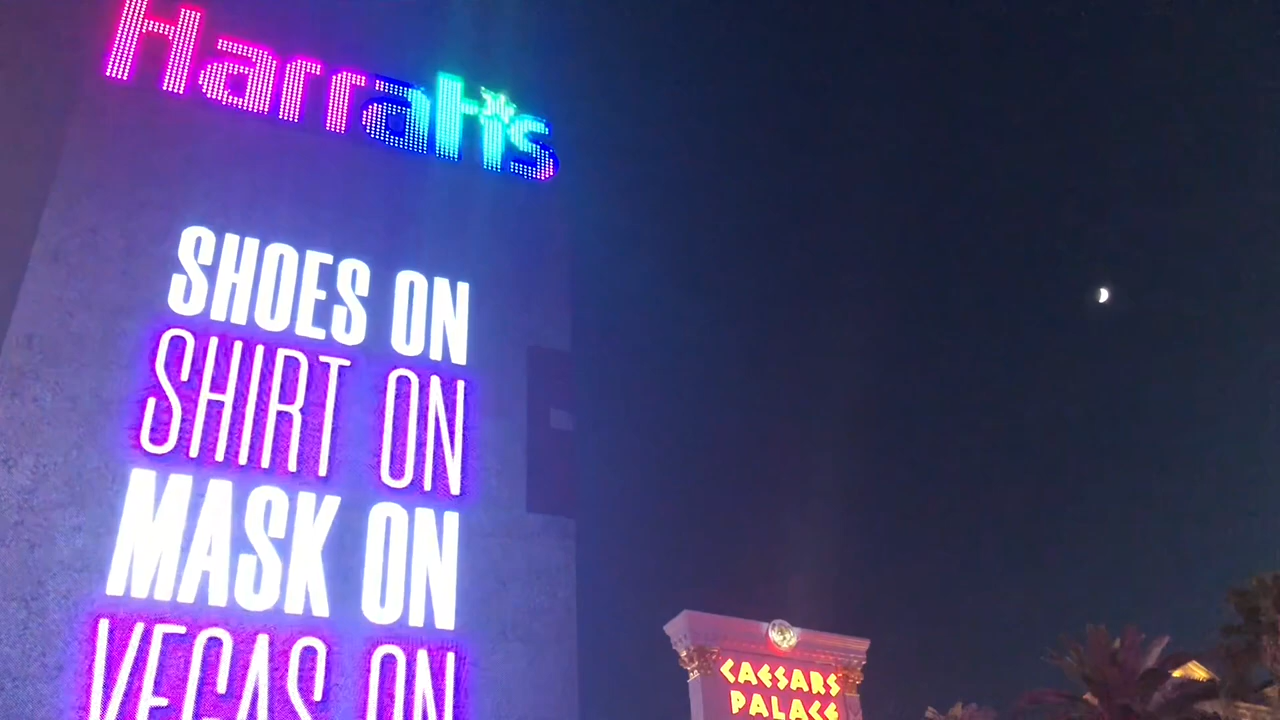 Harrah's
SHOES ON
SHIRT ON
MASK ON
VEGAS ON
CAESARS
PALACE